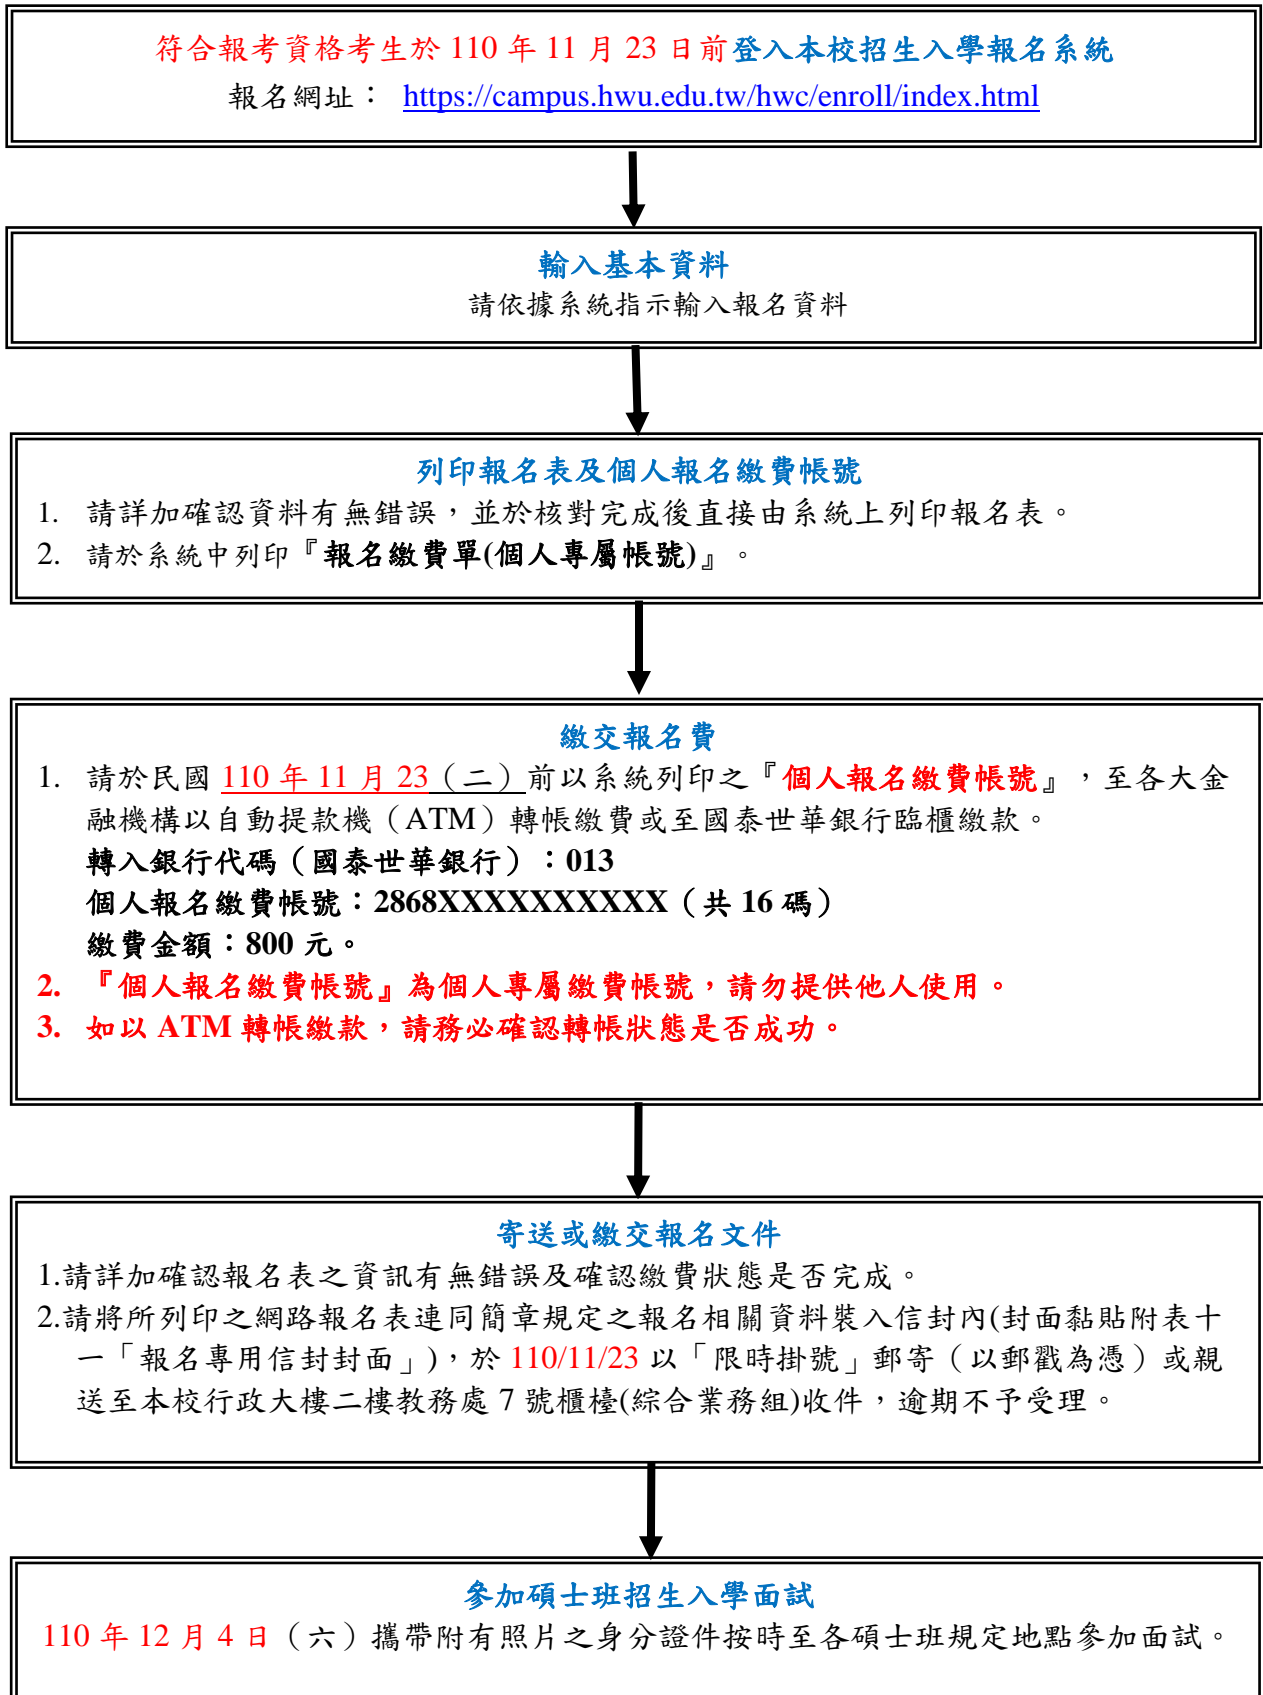 符合報考資格考生於 110 年 11 月 23 日前登入本校招生入學報名系統
報名網址： https://campus.hwu.edu.tw/hwc/enroll/index.html
輸入基本資料
請依據系統指示輸入報名資料
列印報名表及個人報名繳費帳號
1. 請詳加確認資料有無錯誤，並於核對完成後直接由系統上列印報名表。
2. 請於系統中列印『報名繳費單(個人專屬帳號)』。
繳交報名費
1. 請於民國 110 年 11 月 23（二）前以系統列印之『個人報名繳費帳號』，至各大金
融機構以自動提款機（ATM）轉帳繳費或至國泰世華銀行臨櫃繳款。
轉入銀行代碼（國泰世華銀行）：013
個人報名繳費帳號：2868XXXXXXXXXX（共 16 碼）
繳費金額：800 元。
2. 『個人報名繳費帳號』為個人專屬繳費帳號，請勿提供他人使用。
3. 如以 ATM 轉帳繳款，請務必確認轉帳狀態是否成功。
寄送或繳交報名文件
1.請詳加確認報名表之資訊有無錯誤及確認繳費狀態是否完成。
2.請將所列印之網路報名表連同簡章規定之報名相關資料裝入信封內(封面黏貼附表十
一「報名專用信封封面」)，於 110/11/23 以「限時掛號」郵寄（以郵戳為憑）或親
送至本校行政大樓二樓教務處 7 號櫃檯(綜合業務組)收件，逾期不予受理。
參加碩士班招生入學面試
110 年 12 月 4 日（六）攜帶附有照片之身分證件按時至各碩士班規定地點參加面試。